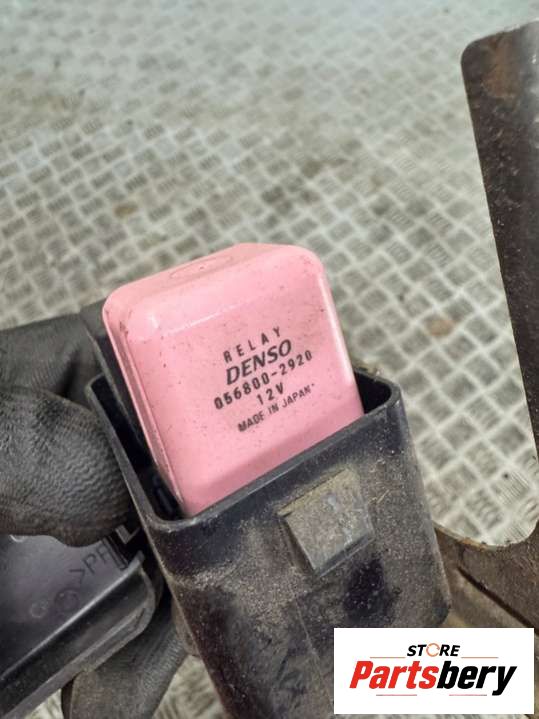 RELAY
DENSO
056800-2920
12V
MADE IN JAPAN
STORE
Partsbery